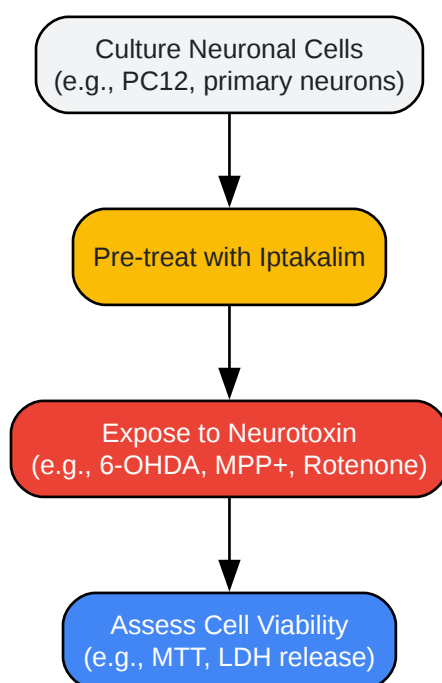 Culture Neuronal Cells
(e.g., PC12, primary neurons)
Pre-treat with Iptakalim
Expose to Neurotoxin
(e.g., 6-OHDA, MPP+, Rotenone)
Assess Cell Viability
(e.g., MTT, LDH release)